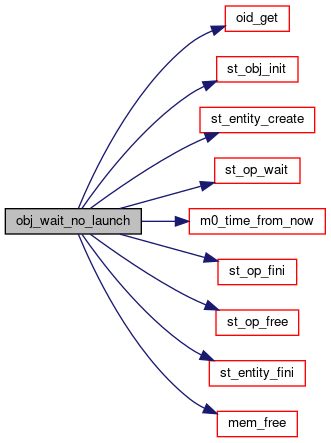 obj_wait_no_launch
oid_get
st_obj_init
st_entity_create
st_op_wait
m0_time_from_now
st_op_fini
st_op_free
st_entity_fini
mem_free